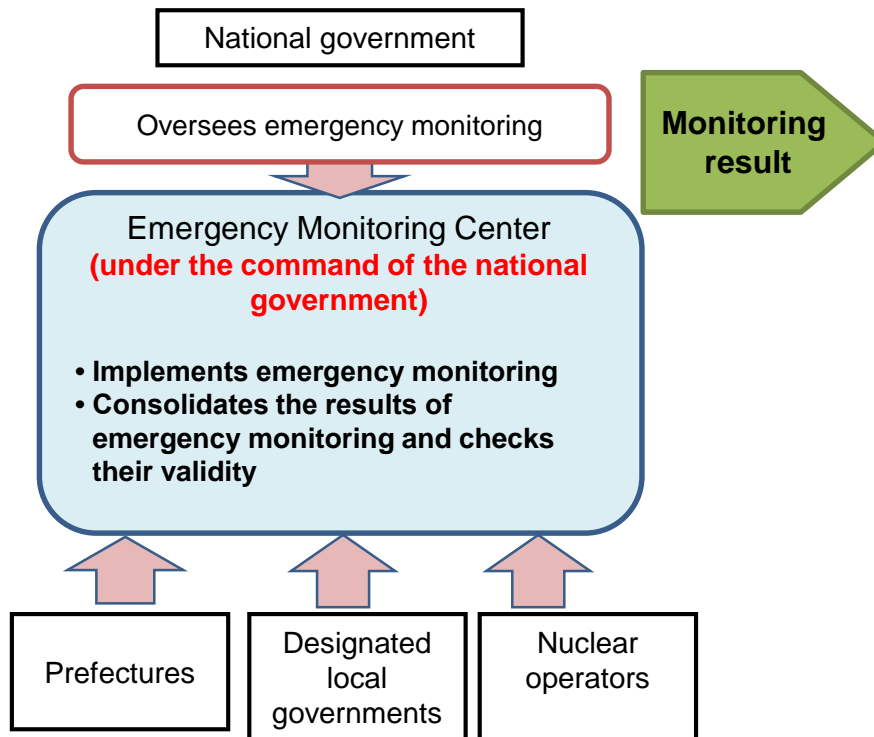 National government
Oversees emergency monitoring
Monitoring
result
Emergency Monitoring Center
(under the command of the national
government)
• Implements emergency monitoring
• Consolidates the results of
emergency monitoring and checks
their validity
Prefectures
Designated
local
governments
Nuclear
operators